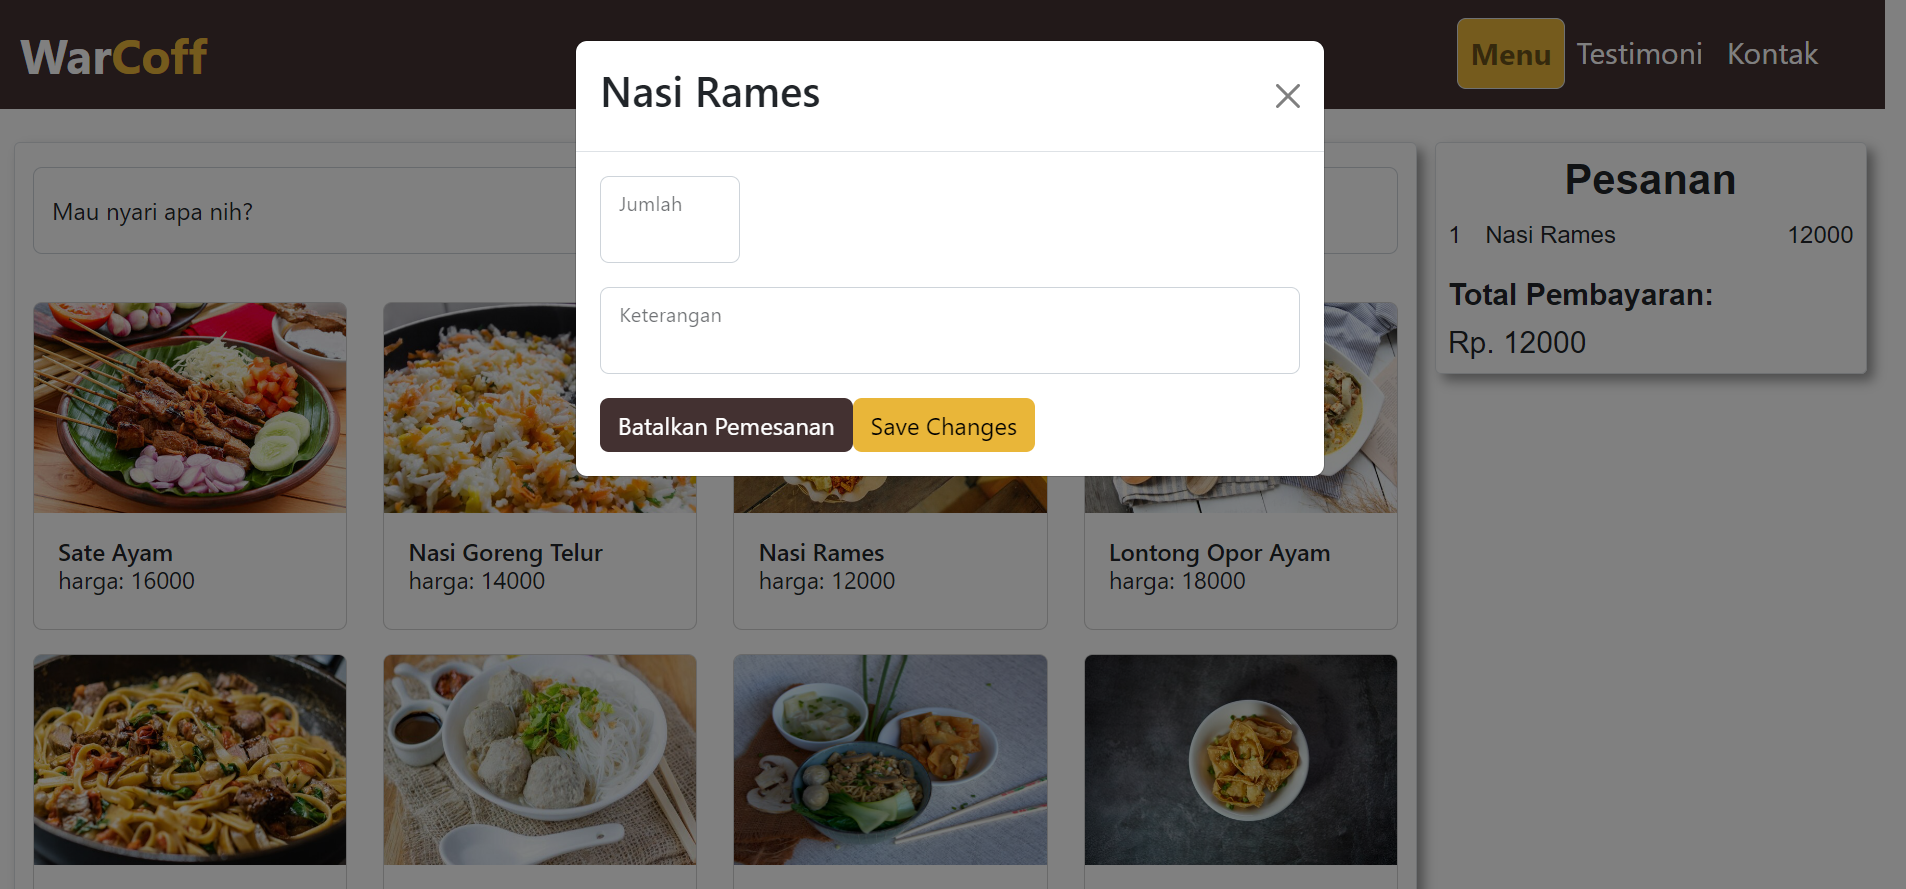 WarCoff
Menu Testimoni Kontak
Nasi Rames
Jumlah
Keterangan
Batalkan Pemesanan Save Changes
Mau nyari apa nih?
Sate Ayam
harga: 16000
Nasi Goreng Telur
harga: 14000
Nasi Rames
harga: 12000
Lontong Opor Ayam
harga: 18000
Pesanan
1 Nasi Rames 12000
Total Pembayaran:
Rp. 12000